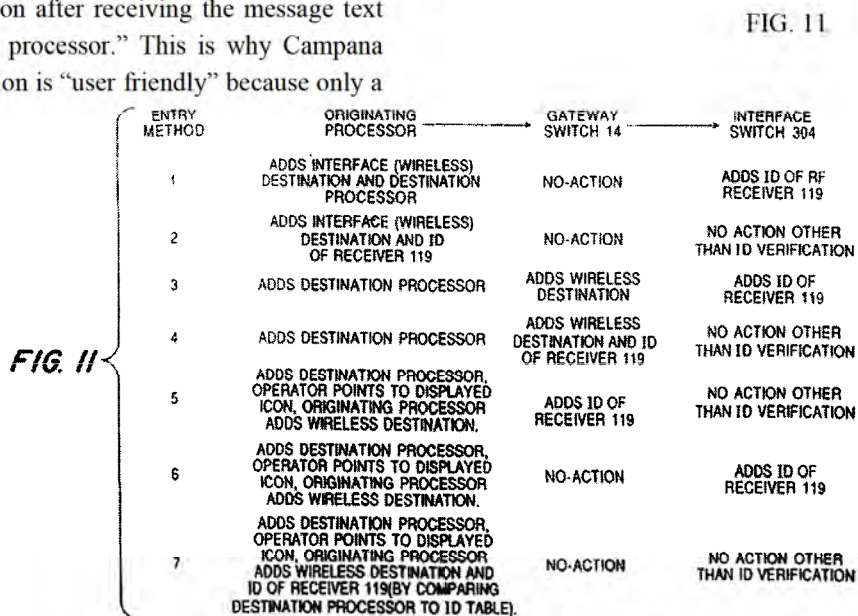 on after receiving the message text
processor.” This is why Campana
on is “user friendly” because only a
FIG. 11
ENTRY METHOD ORIGINATING PROCESSOR GATEWAY SWITCH 14 INTERFACE SWITCH 304
1 ADDS INTERFACE (WIRELESS) DESTINATION AND DESTINATION PROCESSOR NO-ACTION ADDS ID OF RF RECEIVER 119
2 ADDS INTERFACE (WIRELESS) DESTINATION AND ID OF RECEIVER 119 NO-ACTION NO ACTION OTHER THAN ID VERIFICATION
3 ADDS DESTINATION PROCESSOR ADDS WIRELESS DESTINATION ADDS ID OF RECEIVER 119
4 ADDS DESTINATION PROCESSOR ADDS WIRELESS DESTINATION AND ID OF RECEIVER 119 NO ACTION OTHER THAN ID VERIFICATION
FIG. 11
5 ADDS DESTINATION PROCESSOR, OPERATOR POINTS TO DISPLAYED ICON, ORIGINATING PROCESSOR ADDS WIRELESS DESTINATION. ADDS ID OF RECEIVER 119 NO ACTION OTHER THAN ID VERIFICATION
6 ADDS DESTINATION PROCESSOR, OPERATOR POINTS TO DISPLAYED ICON, ORIGINATING PROCESSOR ADDS WIRELESS DESTINATION. NO-ACTION ADDS ID OF RECEIVER 119
7 ADDS DESTINATION PROCESSOR, OPERATOR POINTS TO DISPLAYED ICON, ORIGINATING PROCESSOR ADDS WIRELESS DESTINATION AND ID OF RECEIVER 119(BY COMPARING DESTINATION PROCESSOR TO ID TABLE). NO-ACTION NO ACTION OTHER THAN ID VERIFICATION